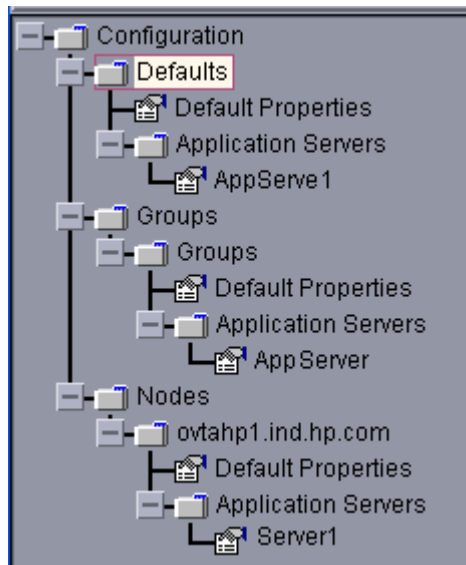 Configuration
Defaults
Default Properties
Application Servers
AppServe1
Groups
Groups
Default Properties
Application Servers
AppServer
Nodes
ovtahp1.ind.hp.com
Default Properties
Application Servers
Server1